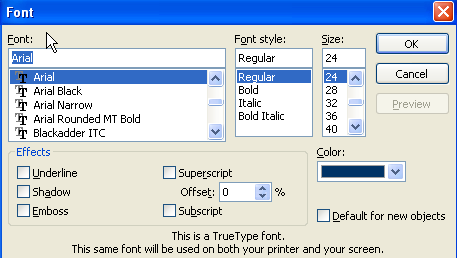 Font
Font: Font style: Size:
Arial Regular 24 OK
Arial Regular 24
Arial Black Bold 28 Cancel
Arial Narrow Italic 32
Arial Rounded MT Bold Bold Italic 36 Preview
Blackadder ITC 40
Effects Color:
Underline Superscript
Shadow Offset: 0 %
Emboss Subscript Default for new objects
This is a TrueType font.
This same font will be used on both your printer and your screen.